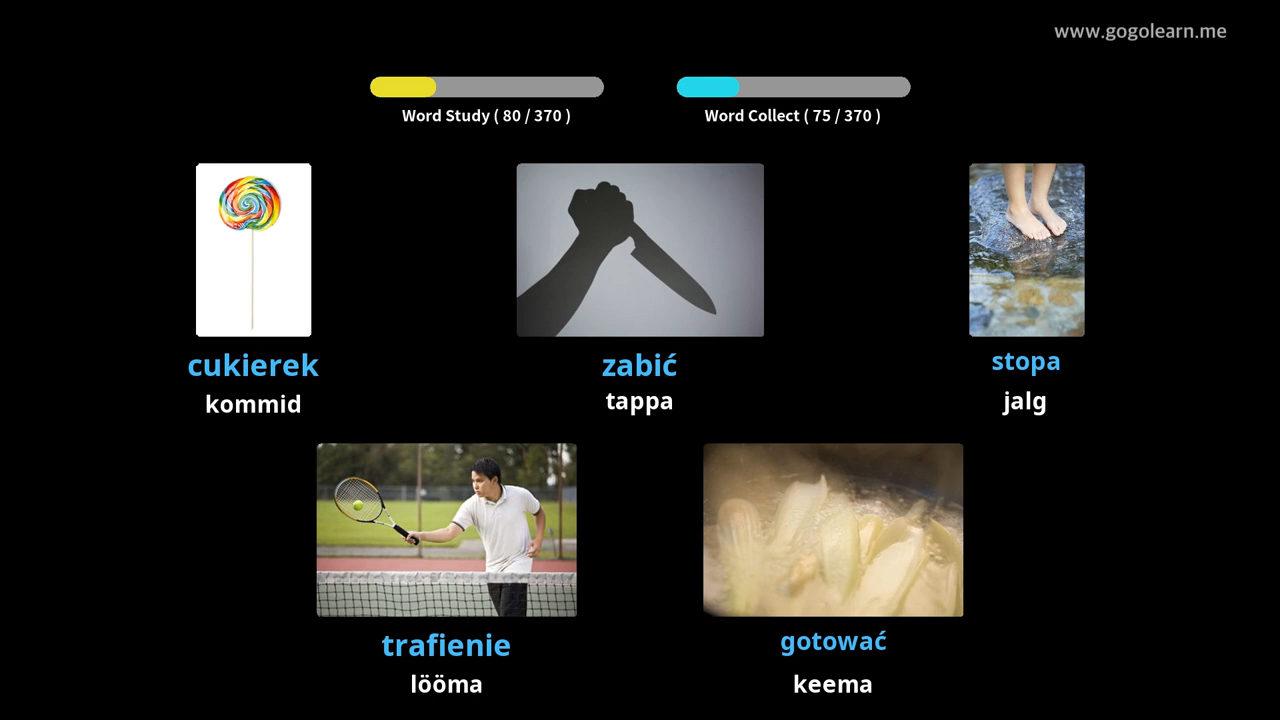 www.gogolearn.me
Word Study ( 80 / 370 )
Word Collect ( 75 / 370 )
cukierek
kommid
zabić
tappa
stopa
jalg
trafienie
lööma
gotować
keema